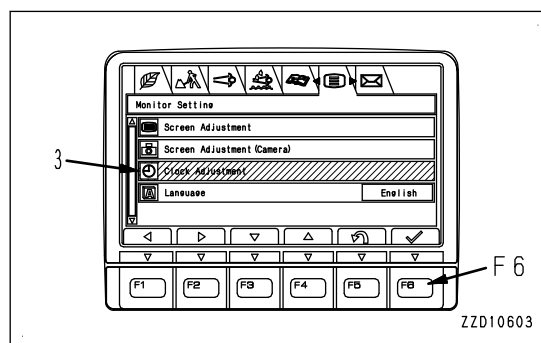 Monitor Setting
Screen Adjustment
Screen Adjustment(Camera)
3
Clock Adjustment
A Language English
F1 F2 F3 F4 F5 F6
F6
ZZD10603